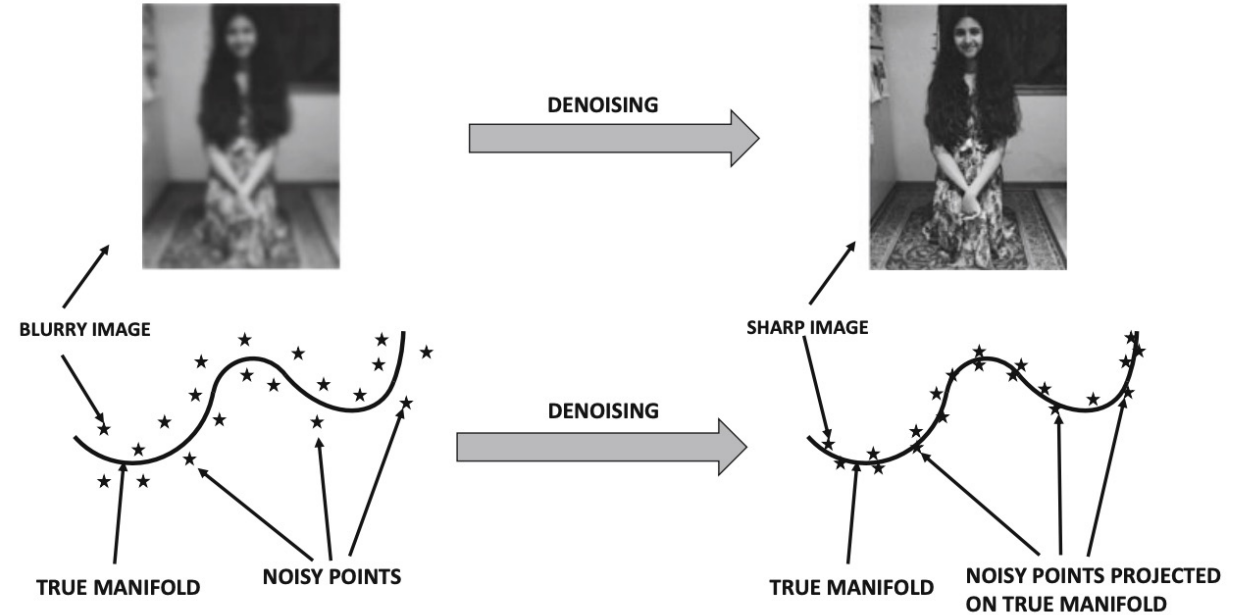 DENOISING
BLURRY IMAGE
SHARP IMAGE
DENOISING
TRUE MANIFOLD
NOISY POINTS
TRUE MANIFOLD
NOISY POINTS PROJECTED
ON TRUE MANIFOLD